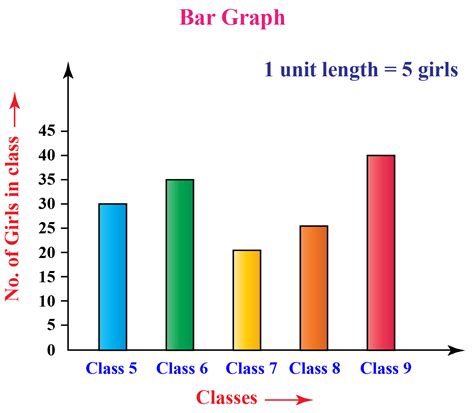 Bar Graph
1 unit length = 5 girls
No. of Girls in class
45
40
35
30
25
20
15
10
5
0
Class 5 Class 6 Class 7 Class 8 Class 9
Classes